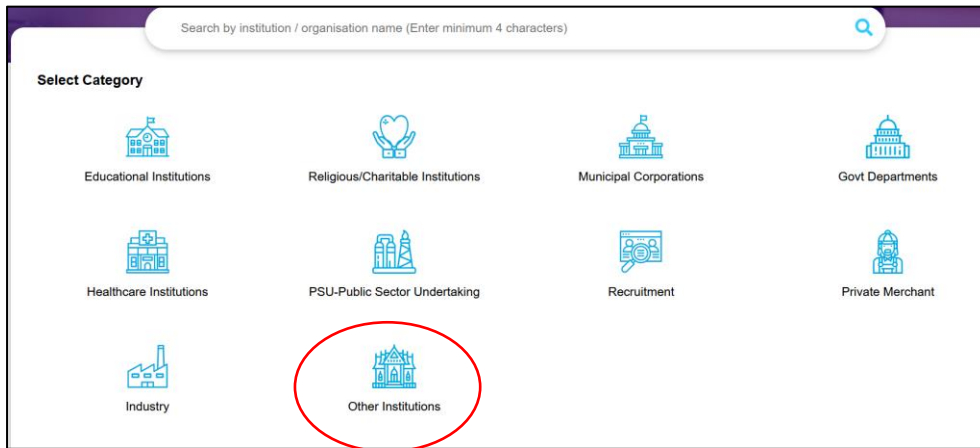 Search by institution / organisation name (Enter minimum 4 characters)
Select Category
Educational Institutions
Religious/Charitable Institutions
Municipal Corporations
Govt Departments
Healthcare Institutions
PSU-Public Sector Undertaking
Recruitment
Private Merchant
Industry
Other Institutions